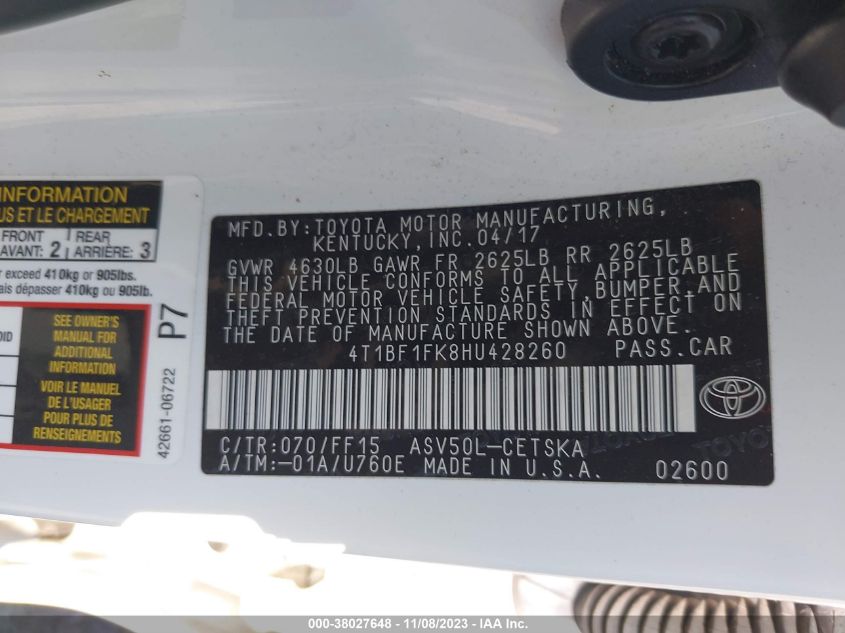 INFORMATION
US ET LE CHARGEMENT
FRONT
AVANT: 2
REAR
ARRIÈRE: 3
r exceed 410kg or 905lbs.
ais dépasser 410kg ou 905lb.
OID
SEE OWNER'S
MANUAL FOR
ADDITIONAL
INFORMATION
VOIR LE MANUEL
DE L'USAGER
POUR PLUS DE
RENSEIGNEMENTS
P7
42661-06722
MFD.BY:TOYOTA MOTOR MANUFACTURING,
KENTUCKY, INC.04/17
GVWR 4630LB GAWR FR 2625LB RR 2625LB
THIS VEHICLE CONFORMS TO ALL APPLICABLE
FEDERAL MOTOR VEHICLE SAFETY,BUMPER,AND
THEFT PREVENTION STANDARDS IN EFFECT ON
THE DATE OF MANUFACTURE SHOWN ABOVE.
4T1BF1FK8HU428260 PASS.CAR
C/TR:070/FF15 ASV50L-CETSKA
A/TM:-01A/U760E MADE IN U.S.A. 02600
TOYOTA
000-38027648 - 11/08/2023 - IAA Inc.